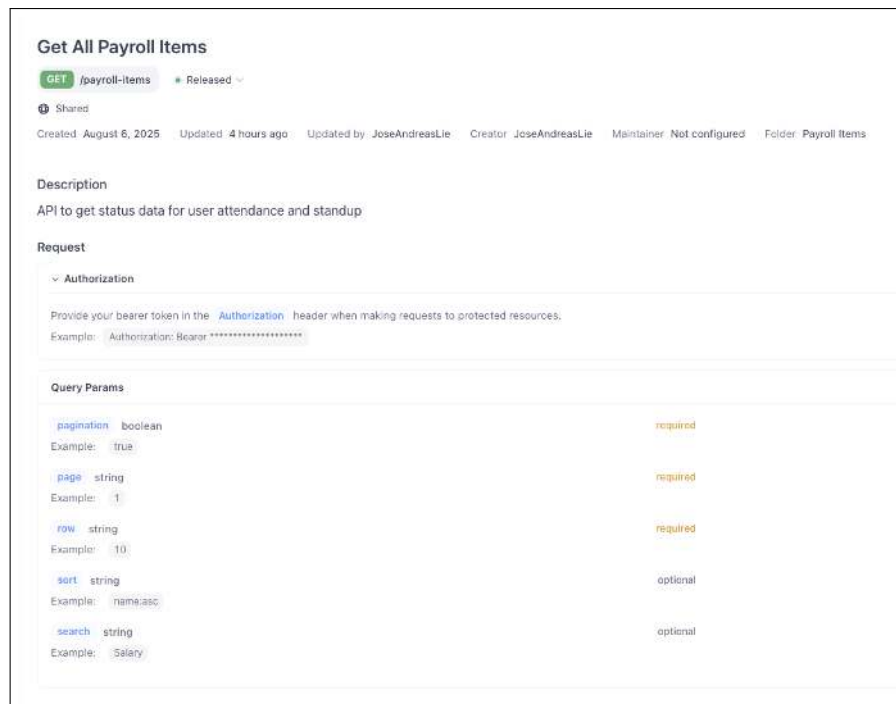 Get All Payroll Items
GET /payroll-items Released
Shared
Created August 6, 2025 Updated 4 hours ago Updated by JoseAndreasLie Creator JoseAndreasLie Maintainer Not configured Folder Payroll Items
Description
API to get status data for user attendance and standup
Request
Authorization
Provide your bearer token in the Authorization header when making requests to protected resources.
Example: Authorization: Bearer ********************
Query Params
pagination boolean required
Example: true
page string required
Example: 1
row string required
Example: 10
sort string optional
Example: name:asc
search string optional
Example: Salary